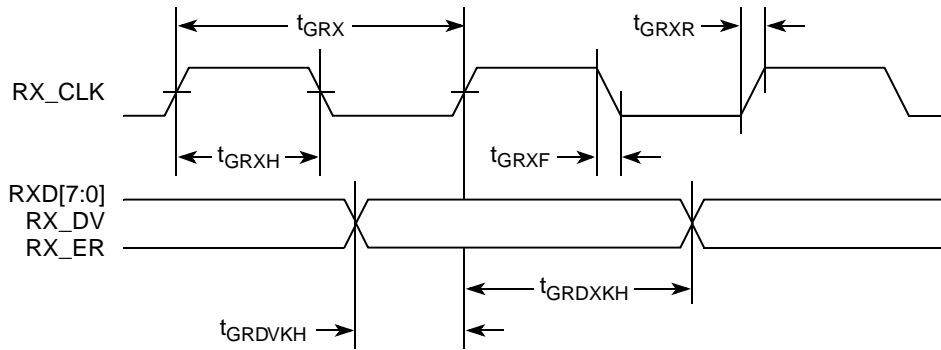 tGRX
tGRXR
RX_CLK
tGRXH
tGRXF
RXD[7:0]
RX_DV
RX_ER
tGRDXKH
tGRDVKH